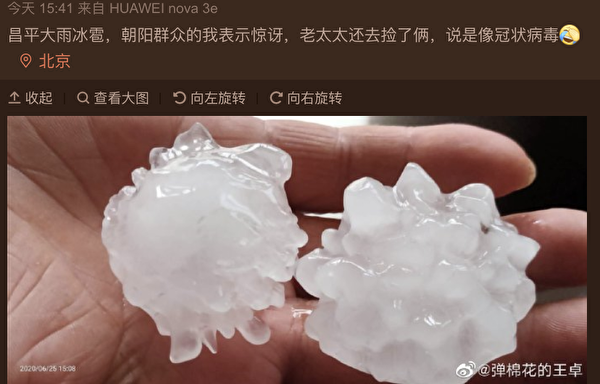 今天 15:41 来自 HUAWEI nova 3e
昌平大雨冰雹，朝阳群众的我表示惊讶，老太太还去捡了俩，说是像冠状病毒🤣
北京
收起 查看大图 向左旋转 向右旋转
2020/06/25 15:08
@弹棉花的王卓